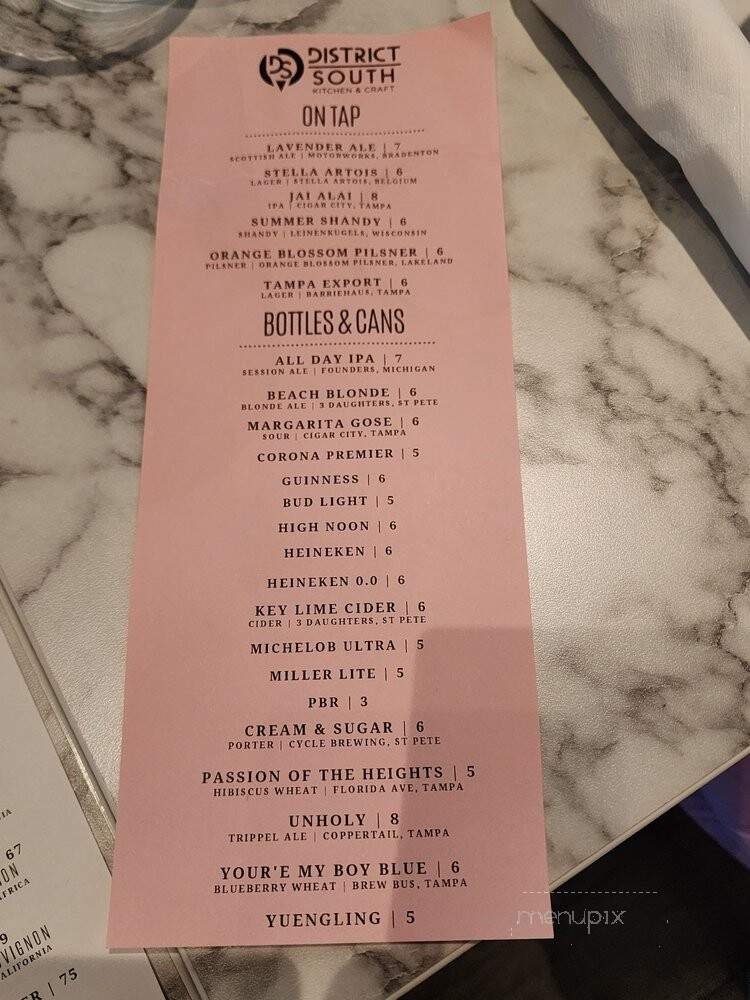 DS DISTRICT
SOUTH
KITCHEN & CRAFT
ON TAP
LAVENDER ALE | 7
SCOTTISH ALE | MOTORWORKS, BRADENTON
STELLA ARTOIS | 6
LAGER | STELLA ARTOIS, BELGIUM
JAI ALAI | 8
IPA | CIGAR CITY, TAMPA
SUMMER SHANDY | 6
SHANDY | LEINENKUGELS, WISCONSIN
ORANGE BLOSSOM PILSNER | 6
PILSNER | ORANGE BLOSSOM PILSNER, LAKELAND
TAMPA EXPORT | 6
LAGER | BARRIEHAUS, TAMPA
BOTTLES & CANS
ALL DAY IPA | 7
SESSION ALE | FOUNDERS, MICHIGAN
BEACH BLONDE | 6
BLONDE ALE | 3 DAUGHTERS, ST PETE
MARGARITA GOSE | 6
SOUR | CIGAR CITY, TAMPA
CORONA PREMIER | 5
GUINNESS | 6
BUD LIGHT | 5
HIGH NOON | 6
HEINEKEN | 6
HEINEKEN 0.0 | 6
KEY LIME CIDER | 6
CIDER | 3 DAUGHTERS, ST PETE
MICHELOB ULTRA | 5
MILLER LITE | 5
PBR | 3
CREAM & SUGAR | 6
PORTER | CYCLE BREWING, ST PETE
PASSION OF THE HEIGHTS | 5
HIBISCUS WHEAT | FLORIDA AVE, TAMPA
UNHOLY | 8
TRIPPEL ALE | COPPERTAIL, TAMPA
YOUR'E MY BOY BLUE | 6
BLUEBERRY WHEAT | BREW BUS, TAMPA
YUENGLING | 5
67
75
menupix